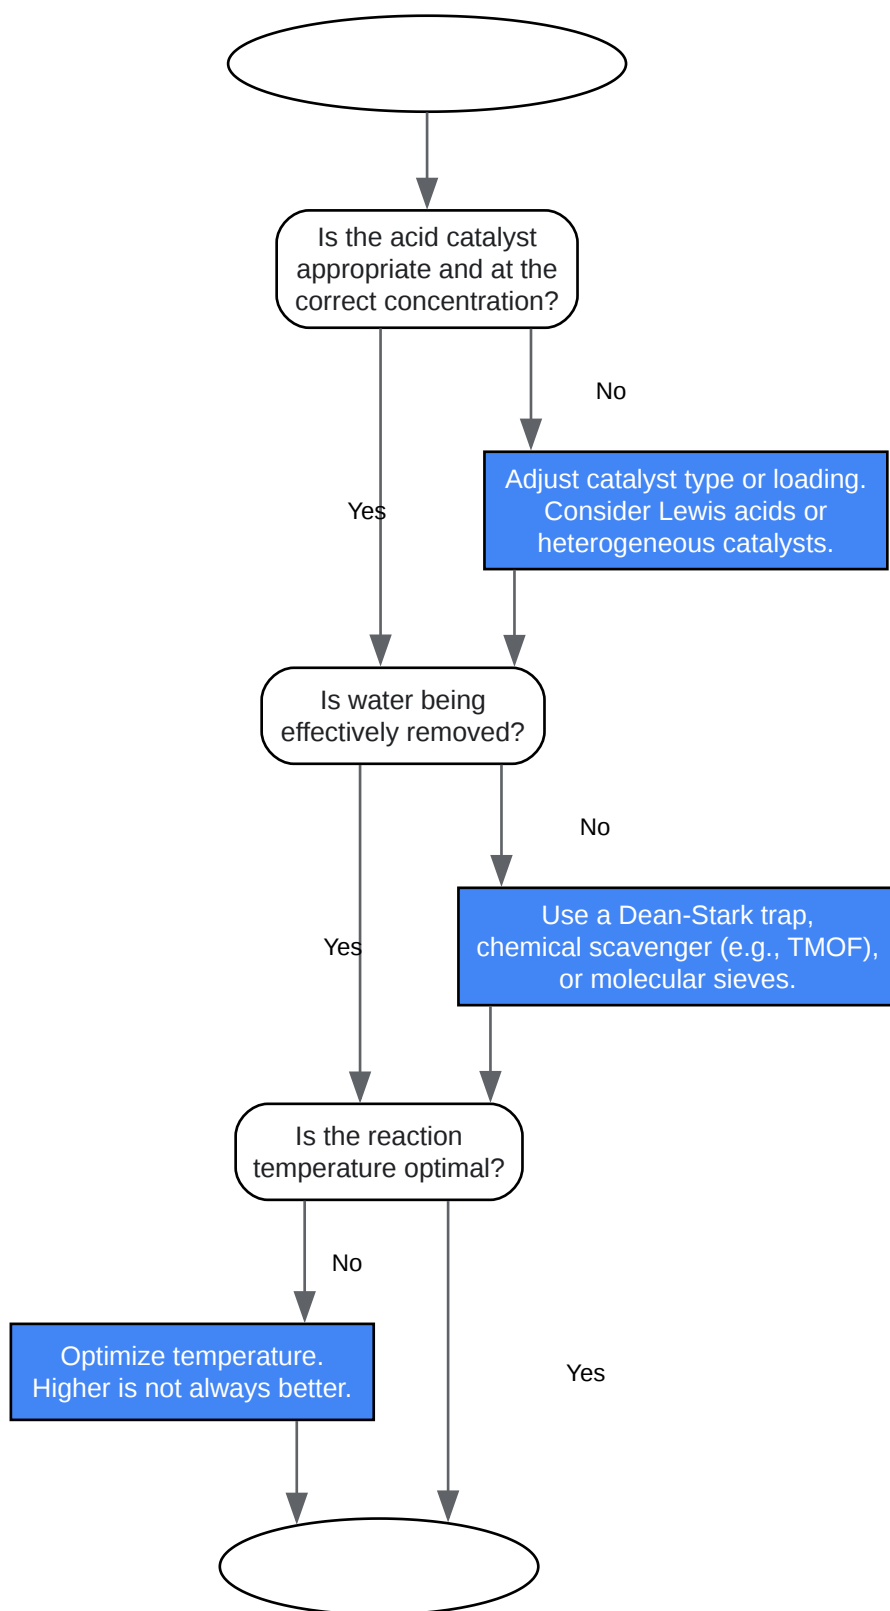 Is the acid catalyst
appropriate and at the
correct concentration?
No
Adjust catalyst type or loading.
Consider Lewis acids or
heterogeneous catalysts.
Yes
Is water being
effectively removed?
No
Use a Dean-Stark trap,
chemical scavenger (e.g., TMOF),
or molecular sieves.
Yes
Is the reaction
temperature optimal?
No
Optimize temperature.
Higher is not always better.
Yes